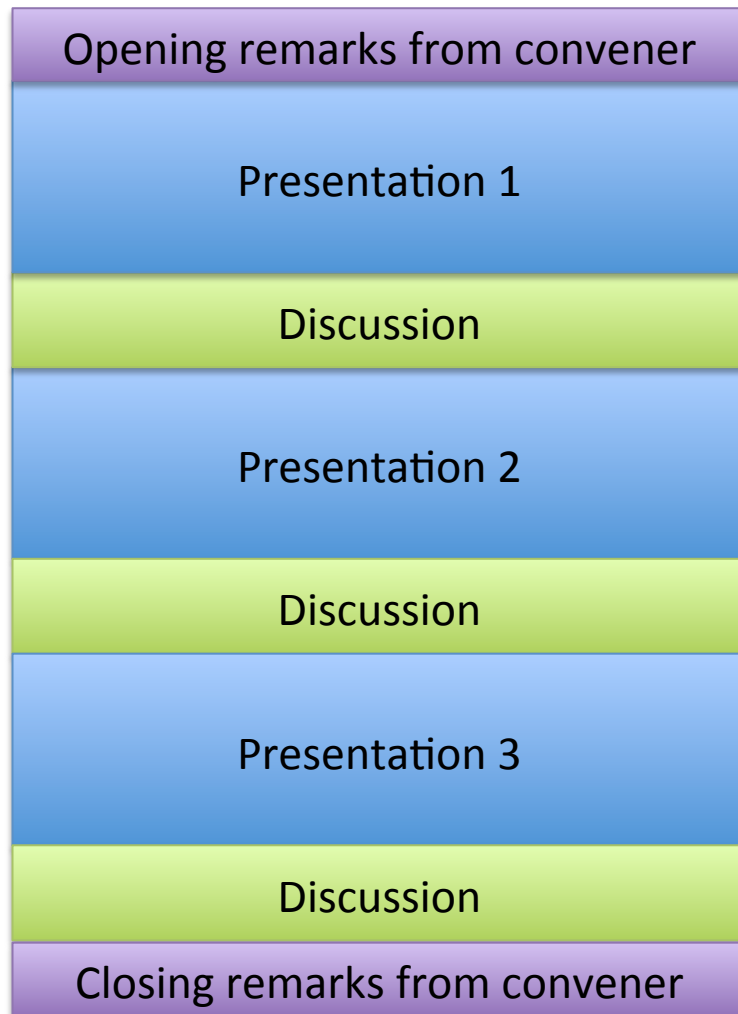 Opening remarks from convener
Presentation 1
Discussion
Presentation 2
Discussion
Presentation 3
Discussion
Closing remarks from convener